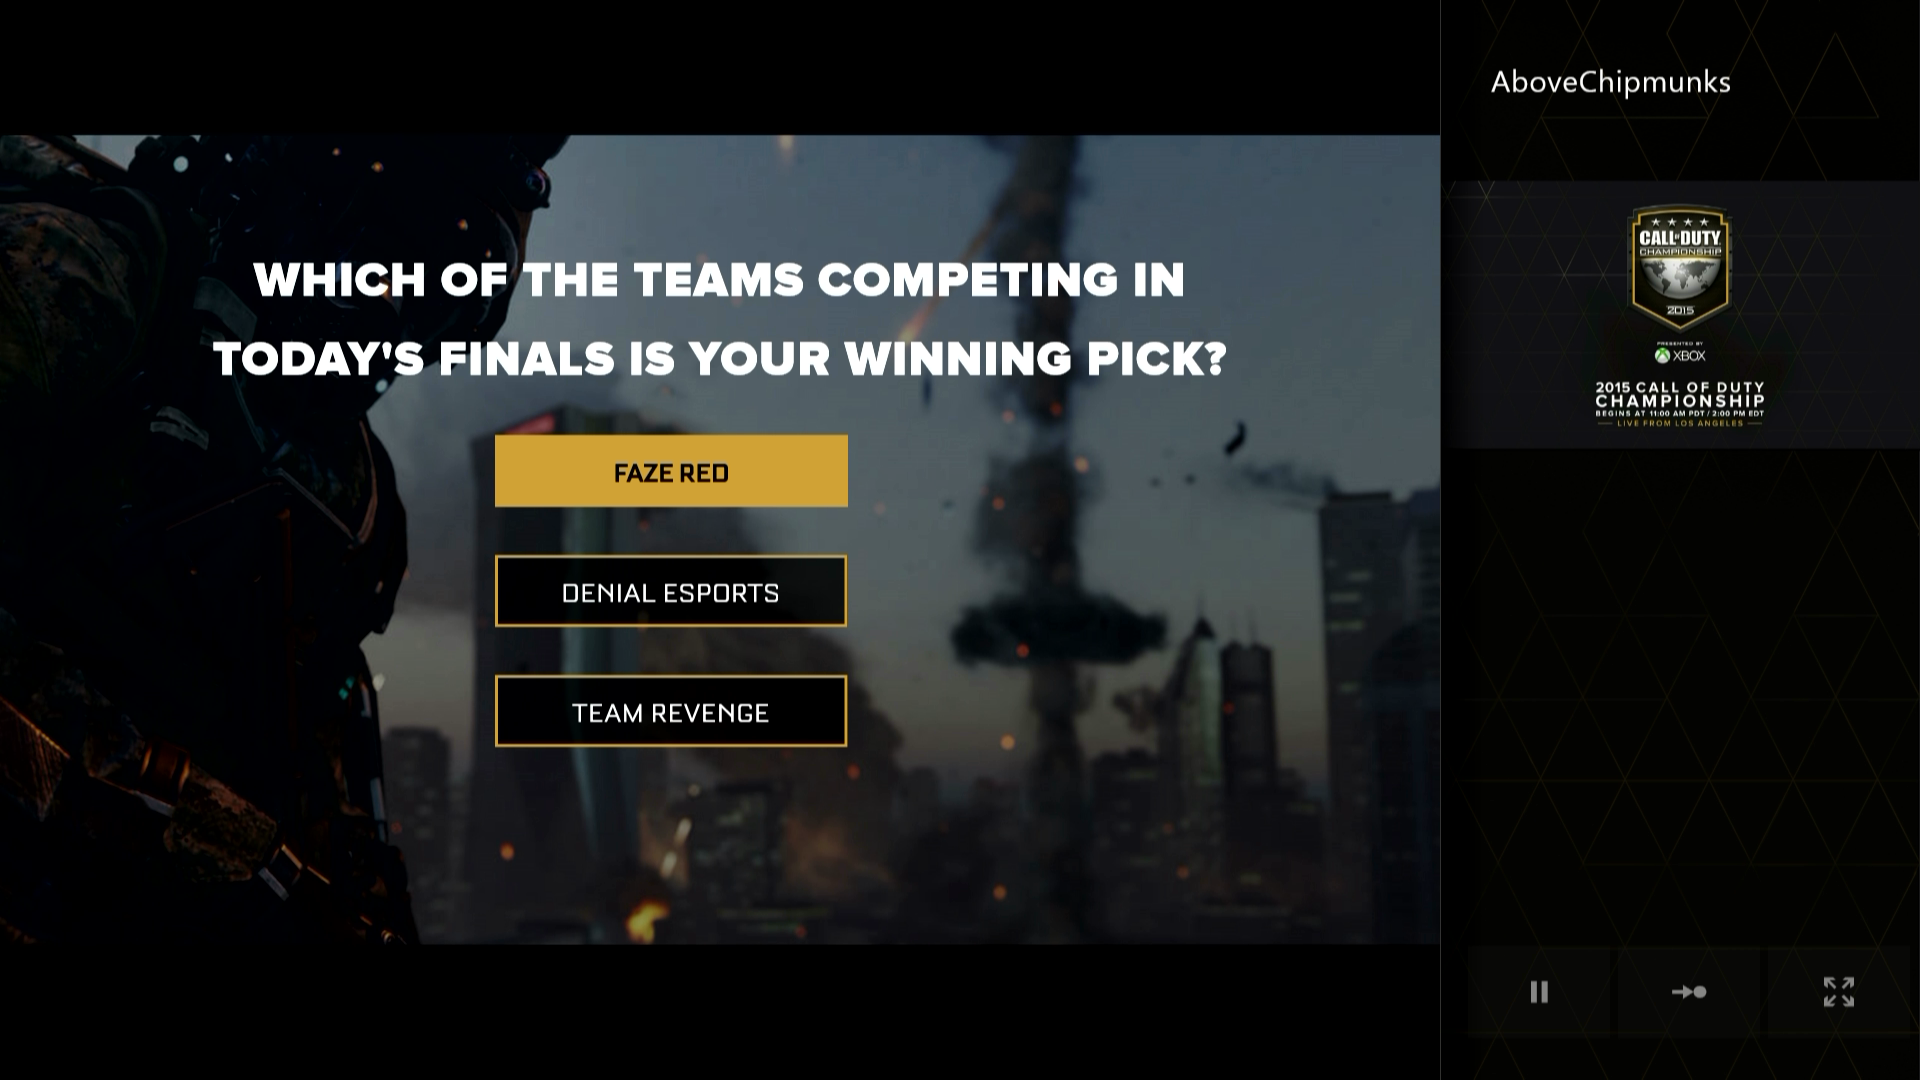 AboveChipmunks
WHICH OF THE TEAMS COMPETING IN
TODAY'S FINALS IS YOUR WINNING PICK?
FAZE RED
DENIAL ESPORTS
TEAM REVENGE
CALL OF DUTY
CHAMPIONSHIP
2015
PRESENTED BY
XBOX
2015 CALL OF DUTY
CHAMPIONSHIP
BEGINS AT 11:00 AM PDT / 2:00 PM EDT
LIVE FROM LOS ANGELES